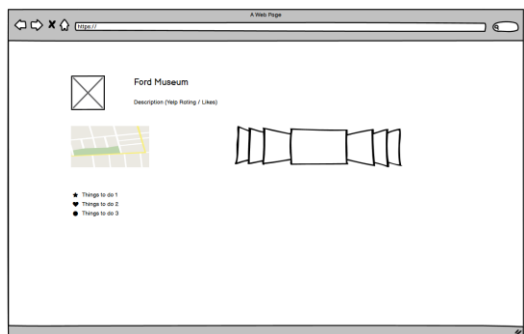 A Web Page
https://
Ford Museum
Description (Yelp Rating / Likes)
Things to do 1
Things to do 2
Things to do 3